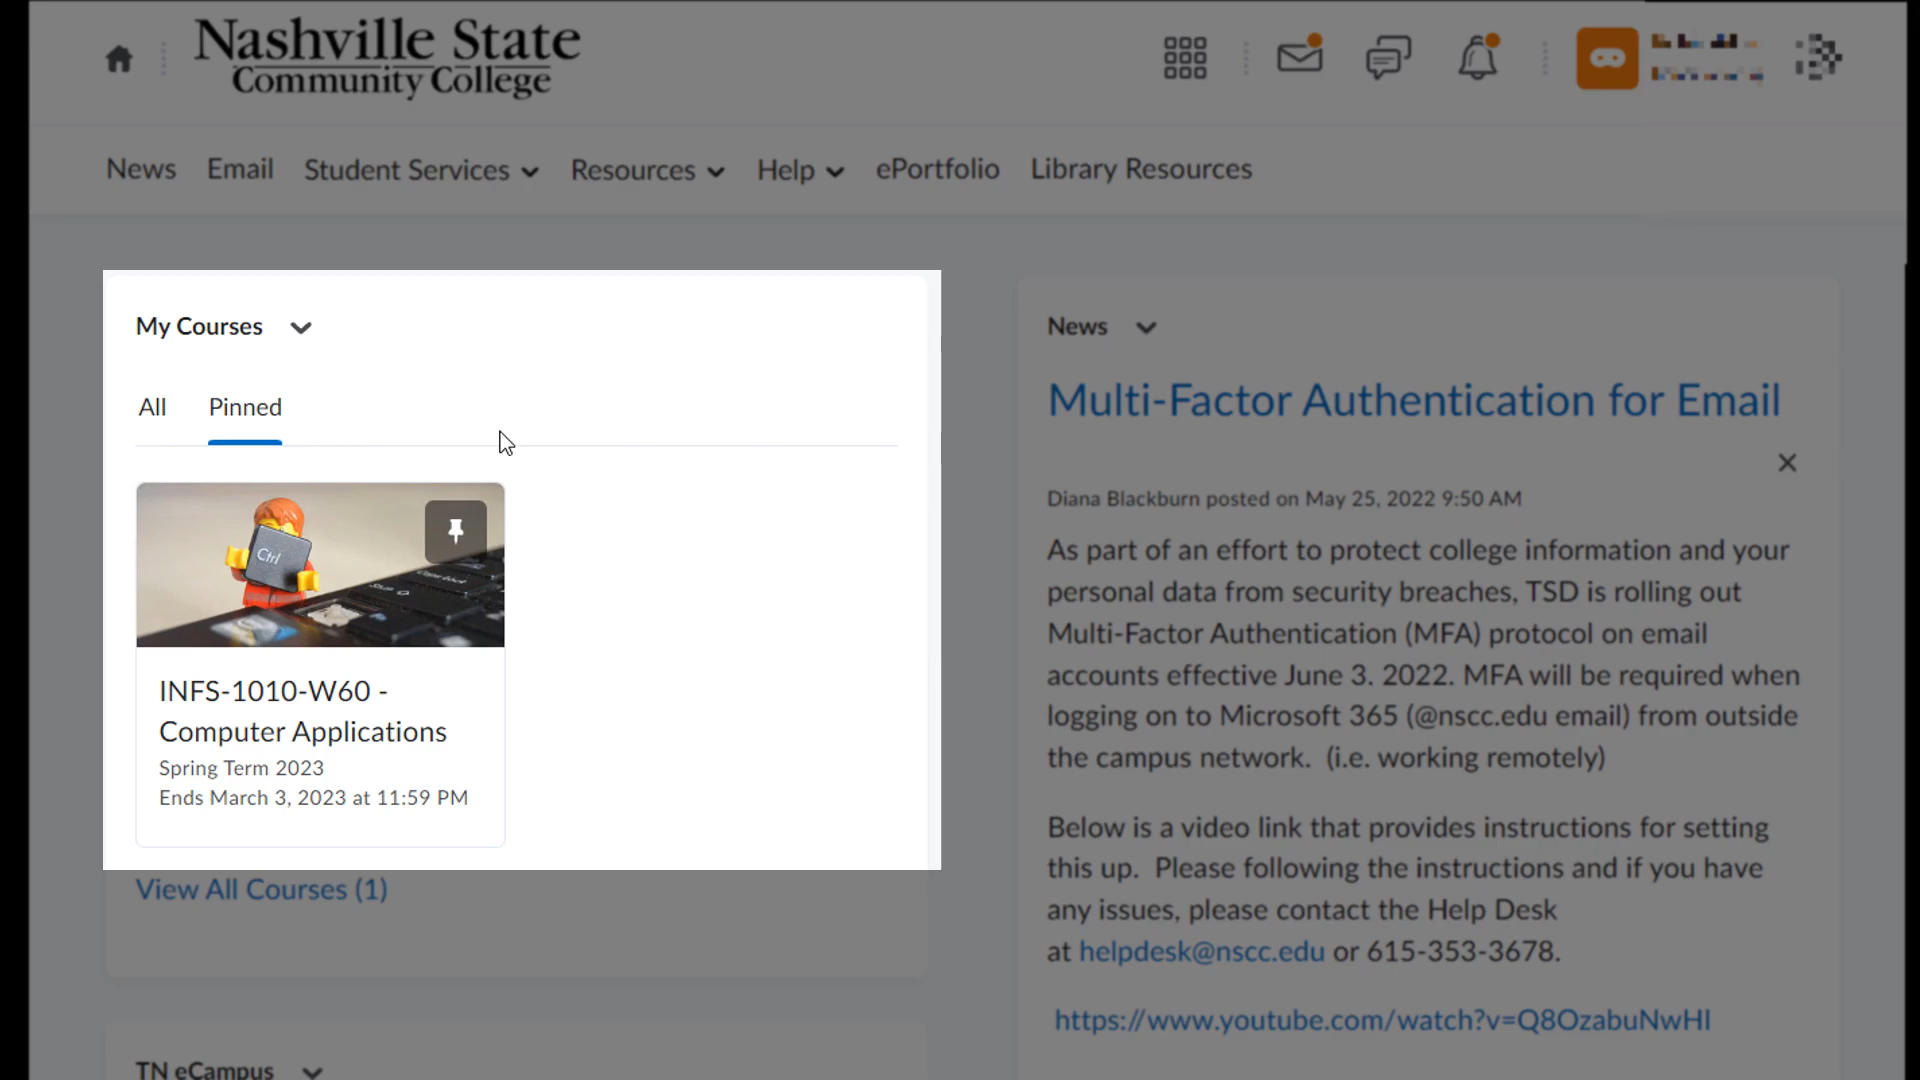 Nashville State
Community College
News Email Student Services Resources Help ePortfolio Library Resources
My Courses
All Pinned
Ctrl
INFS-1010-W60 -
Computer Applications
Spring Term 2023
Ends March 3, 2023 at 11:59 PM
View All Courses (1)
TN eCampus
News
Multi-Factor Authentication for Email
Diana Blackburn posted on May 25, 2022 9:50 AM
As part of an effort to protect college information and your
personal data from security breaches, TSD is rolling out
Multi-Factor Authentication (MFA) protocol on email
accounts effective June 3. 2022. MFA will be required when
logging on to Microsoft 365 (@nscc.edu email) from outside
the campus network. (i.e. working remotely)
Below is a video link that provides instructions for setting
this up. Please following the instructions and if you have
any issues, please contact the Help Desk
at helpdesk@nscc.edu or 615-353-3678.
https://www.youtube.com/watch?v=Q8OzabuNwHI